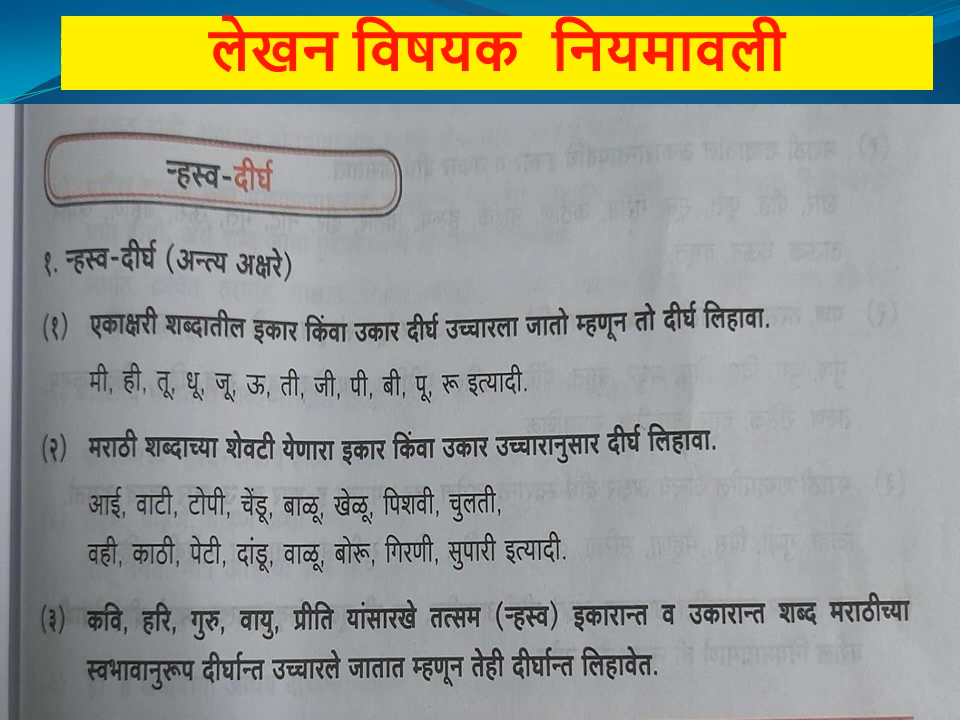 लेखन विषयक नियमावली
ऱ्हस्व-दीर्घ
१. ऱ्हस्व-दीर्घ (अन्त्य अक्षरे)
(१) एकाक्षरी शब्दातील इकार किंवा उकार दीर्घ उच्चारला जातो म्हणून तो दीर्घ लिहावा.
मी, ही, तू, धू, जू, ऊ, ती, जी, पी, बी, पू, रू इत्यादी.
(२) मराठी शब्दाच्या शेवटी येणारा इकार किंवा उकार उच्चारानुसार दीर्घ लिहावा.
आई, वाटी, टोपी, चेंडू, बाळू, खेळू, पिशवी, चुलती,
वही, काठी, पेटी, दांडू, वाळू, बोरू, गिरणी, सुपारी इत्यादी.
(३) कवि, हरि, गुरु, वायु, प्रीति यांसारखे तत्सम (ऱ्हस्व) इकारान्त व उकारान्त शब्द मराठीच्या
स्वभावानुरूप दीर्घान्त उच्चारले जातात म्हणून तेही दीर्घान्त लिहावेत.